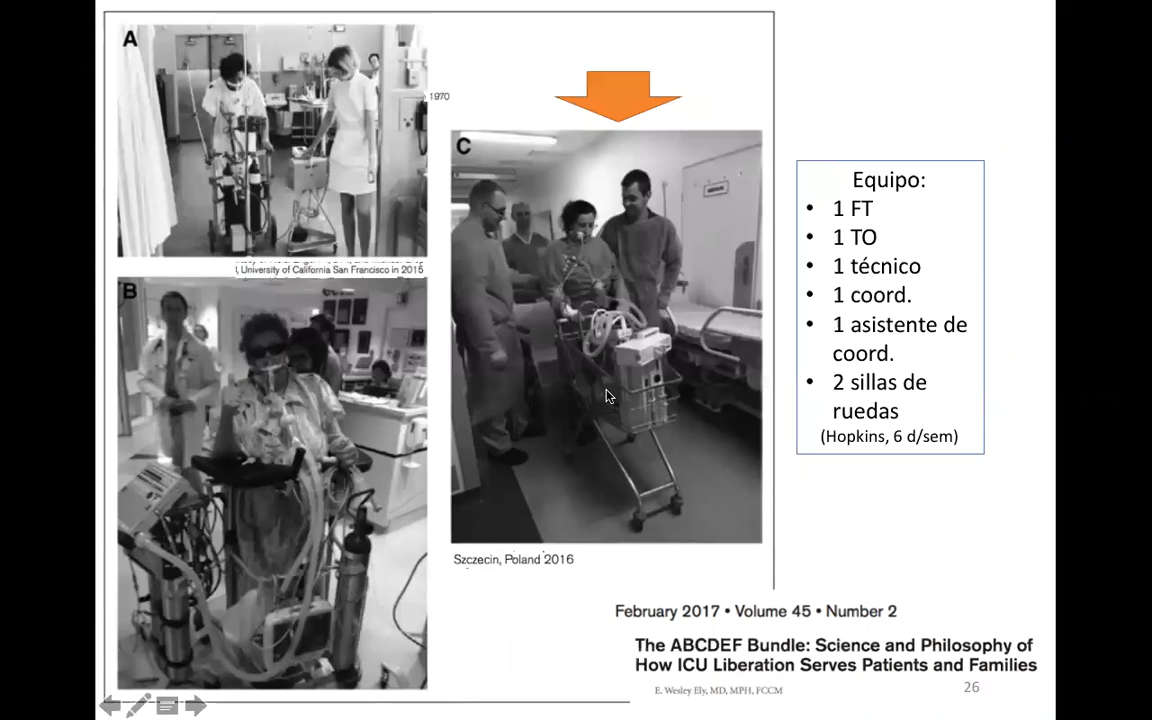 A
1970
, University of California San Francisco in 2015
B
C
Szczecin, Poland 2016
Equipo:
• 1 FT
• 1 TO
• 1 técnico
• 1 coord.
• 1 asistente de
coord.
• 2 sillas de
ruedas
(Hopkins, 6 d/sem)
February 2017 • Volume 45 • Number 2
The ABCDEF Bundle: Science and Philosophy of
How ICU Liberation Serves Patients and Families
E. Wesley Ely, MD, MPH, FCCM
26